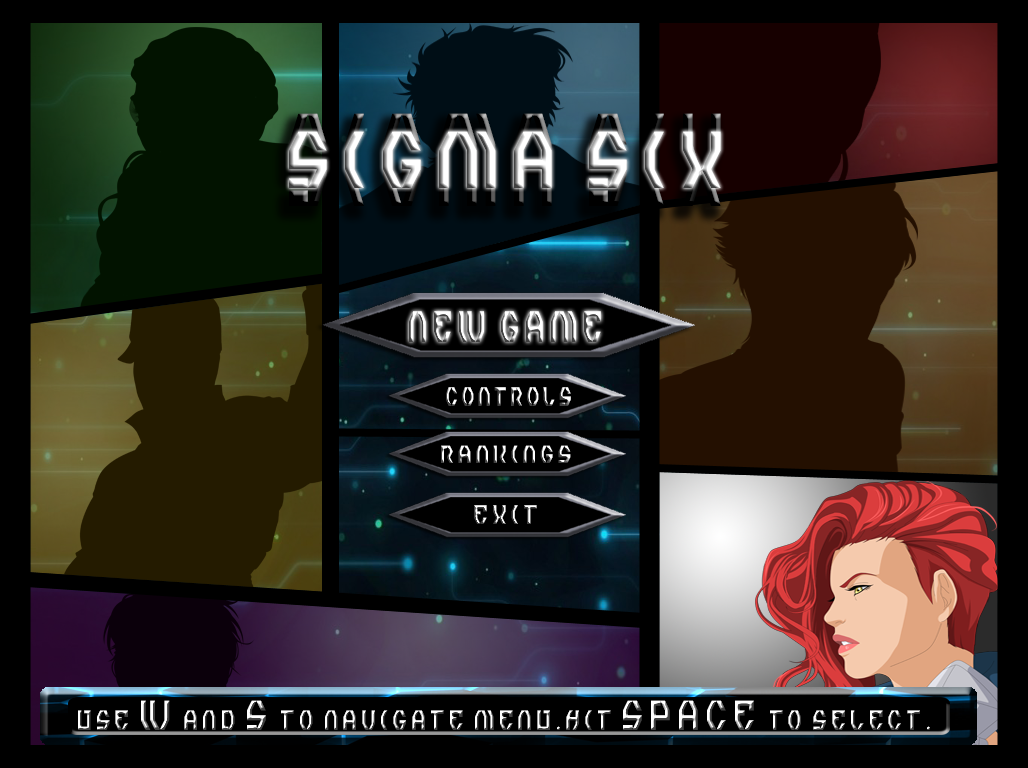 SIGMA SIX
NEW GAME
CONTROLS
RANKINGS
EXIT
USE W AND S TO NAVIGATE MENU.HIT SPACE TO SELECT.